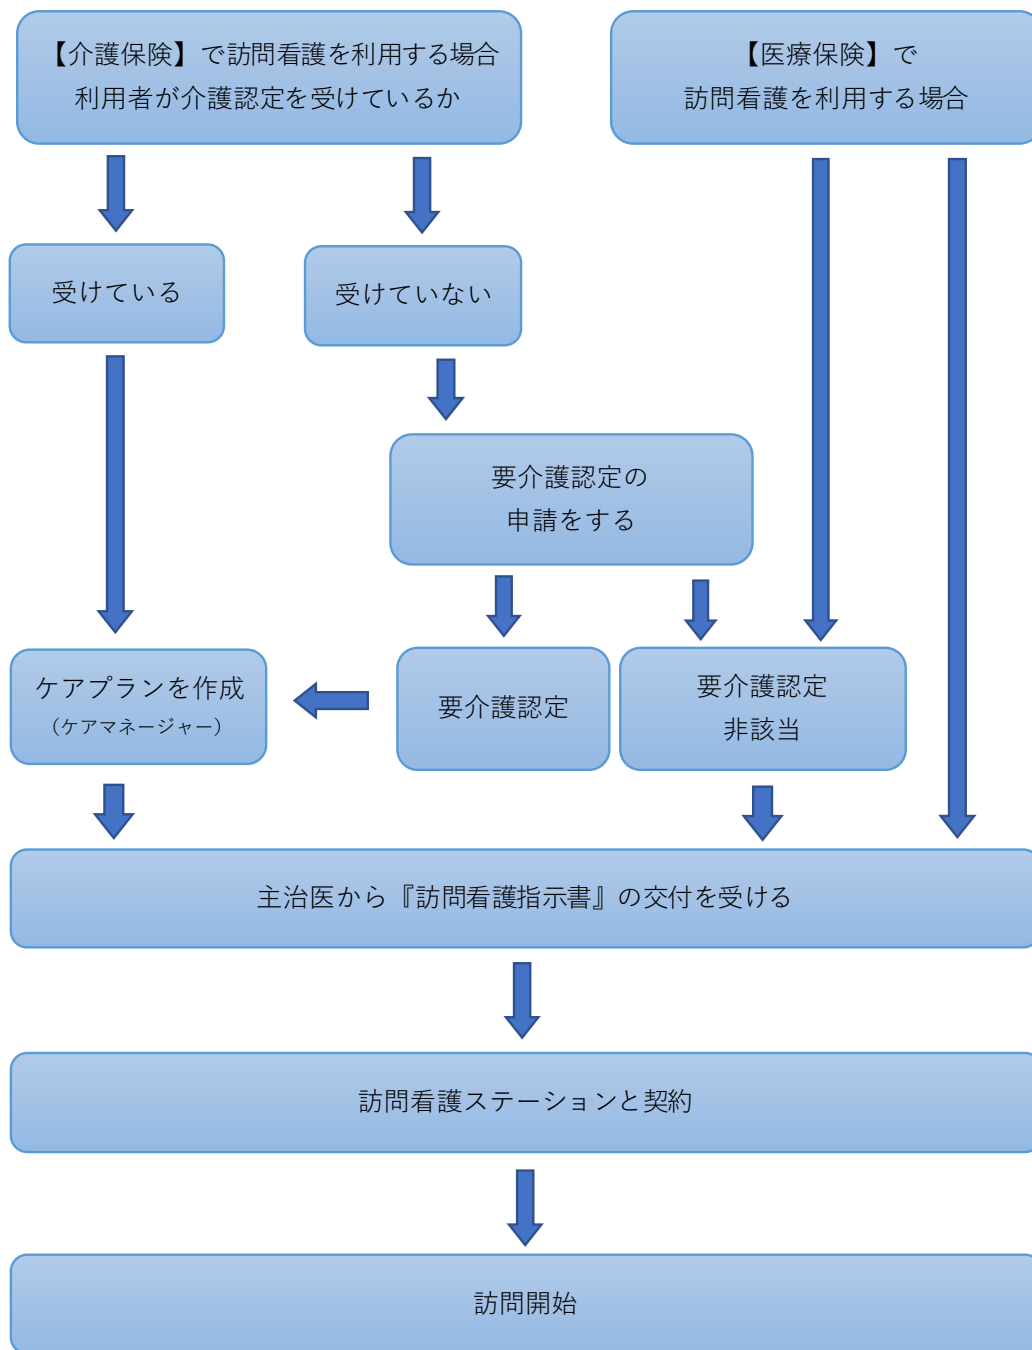 【介護保険】で訪問看護を利用する場合
利用者が介護認定を受けているか
【医療保険】で
訪問看護を利用する場合
受けている
受けていない
要介護認定の
申請をする
ケアプランを作成
（ケアマネージャー）
要介護認定
要介護認定
非該当
主治医から『訪問看護指示書』の交付を受ける
訪問看護ステーションと契約
訪問開始